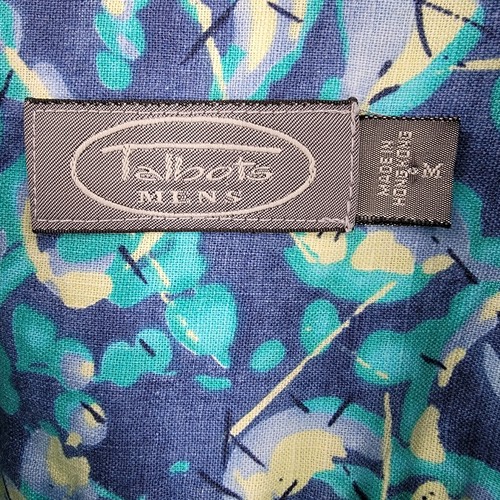 Talbots
MENS
MADE IN
HONG KONG
M